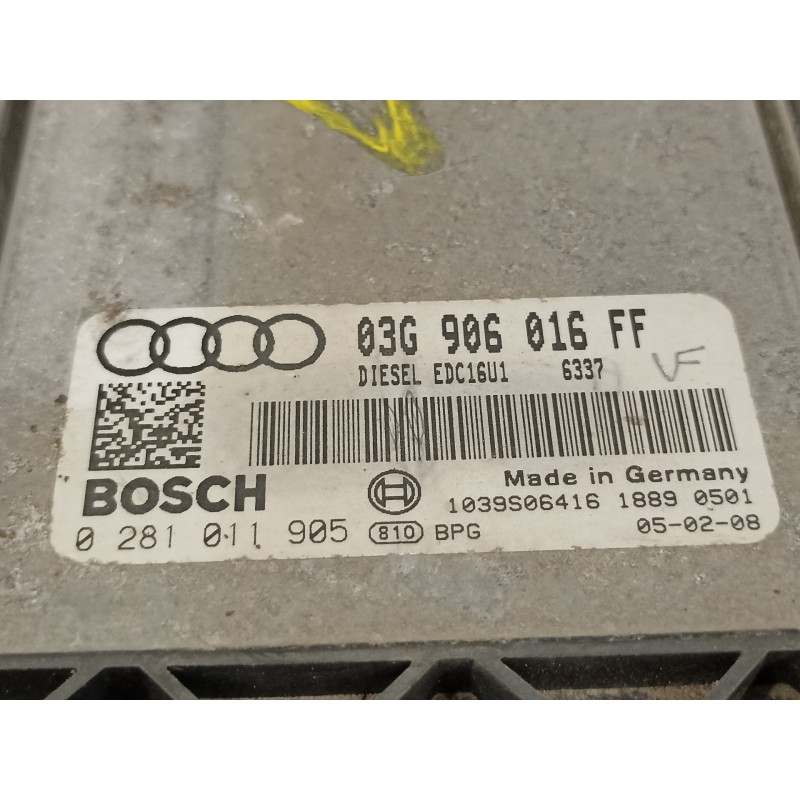 03G 906 016 FF
DIESEL EDC16U1 6337 VF
BOSCH
Made in Germany
1039S06416 1889 0501
0 281 011 905 810 BPG 05-02-08